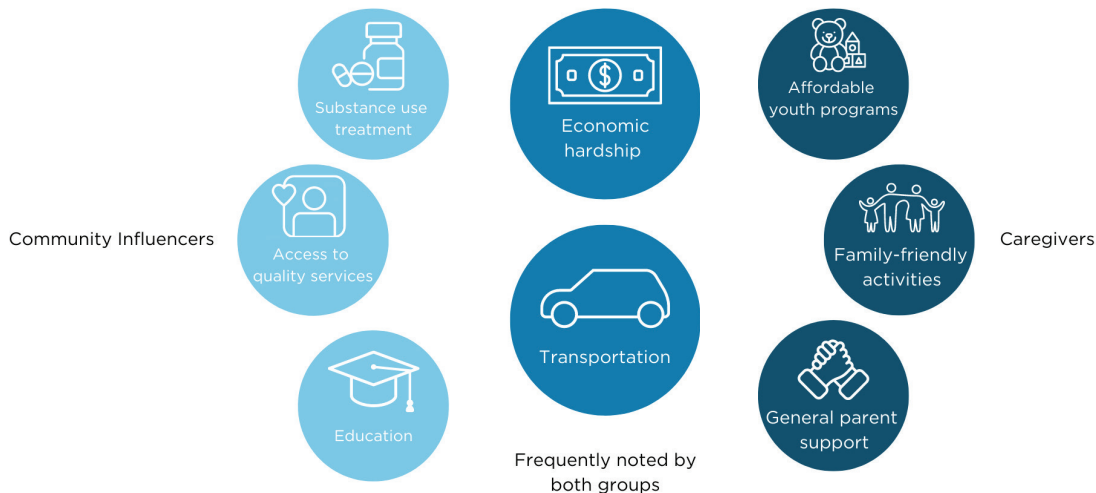 Community Influencers
Substance use
treatment
Access to
quality services
Education
$
Economic
hardship
Transportation
Frequently noted by
both groups
Affordable
youth programs
Family-friendly
activities
General parent
support
Caregivers